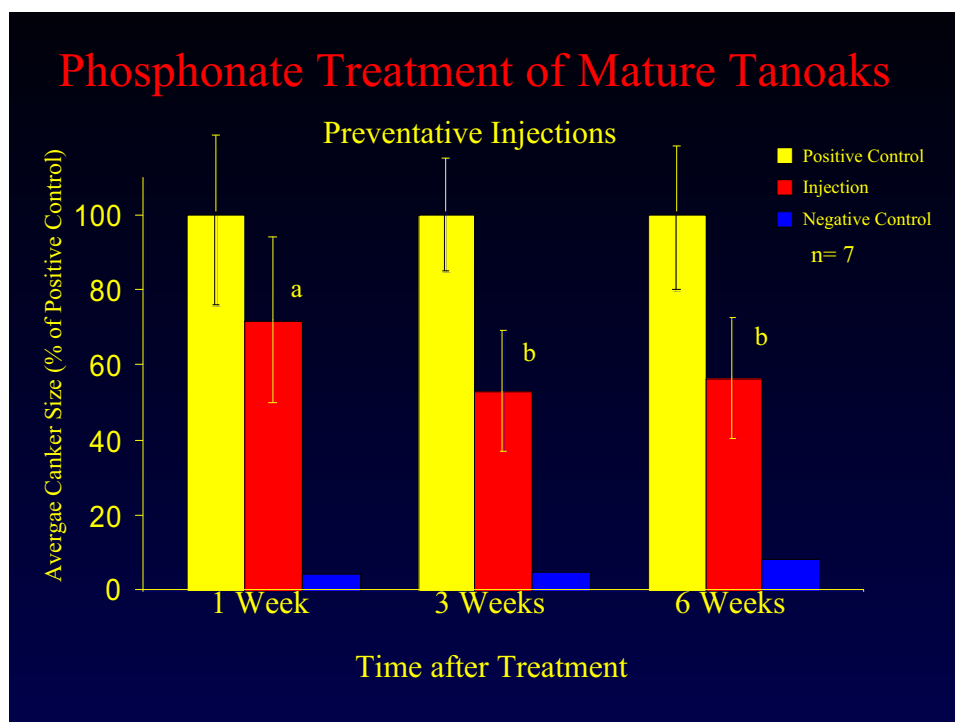 Phosphonate Treatment of Mature Tanoaks
Preventative Injections
Avergae Canker Size (% of Positive Control)
Positive Control
Injection
Negative Control
n= 7
100
80
60
40
20
0
a
b
b
1 Week
3 Weeks
6 Weeks
Time after Treatment